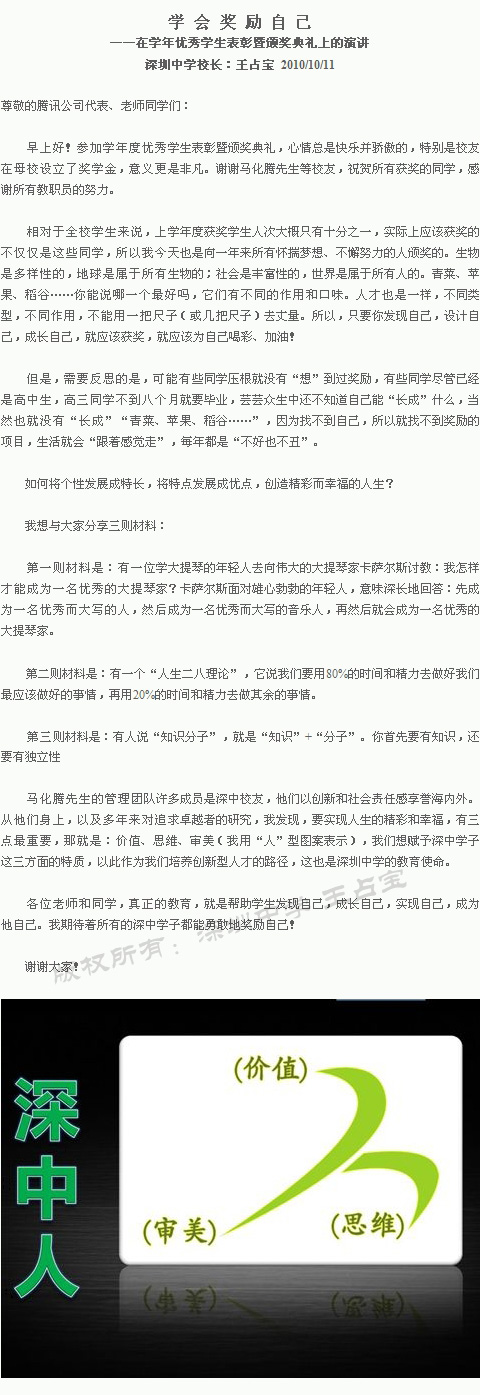 学 会 奖 励 自 己
——在学年优秀学生表彰暨颁奖典礼上的演讲
深圳中学校长：王占宝 2010/10/11
尊敬的腾讯公司代表、老师同学们：
早上好！参加学年度优秀学生表彰暨颁奖典礼，心情总是快乐并骄傲的，特别是校友
在母校设立了奖学金，意义更是非凡。谢谢马化腾先生等校友，祝贺所有获奖的同学，感
谢所有教职员的努力。
相对于全校学生来说，上学年度获奖学生人次大概只有十分之一，实际上应该获奖的
不仅仅是这些同学，所以我今天也是向一年来所有怀揣梦想、不懈努力的人颁奖的。生物
是多样性的，地球是属于所有生物的；社会是丰富性的，世界是属于所有人的。青菜、苹
果、稻谷……你能说哪一个最好吗，它们有不同的作用和口味。人才也是一样，不同类
型，不同作用，不能用一把尺子（或几把尺子）去丈量。所以，只要你发现自己，设计自
己，成长自己，就应该获奖，就应该为自己喝彩、加油！
但是，需要反思的是，可能有些同学压根就没有“想”到过奖励，有些同学尽管已经
是高中生，高三同学不到八个月就要毕业，芸芸众生中还不知道自己能“长成”什么，当
然也就没有“长成”“青菜、苹果、稻谷……”，因为找不到自己，所以就找不到奖励的
项目，生活就会“跟着感觉走”，每年都是“不好也不丑”。
如何将个性发展成特长，将特点发展成优点，创造精彩而幸福的人生？
我想与大家分享三则材料：
第一则材料是：有一位学大提琴的年轻人去向伟大的大提琴家卡萨尔斯讨教：我怎样
才能成为一名优秀的大提琴家？卡萨尔斯面对雄心勃勃的年轻人，意味深长地回答：先成
为一名优秀而大写的人，然后成为一名优秀而大写的音乐人，再然后就会成为一名优秀的
大提琴家。
第二则材料是：有一个“人生二八理论”，它说我们要用80%的时间和精力去做好我们
最应该做好的事情，再用20%的时间和精力去做其余的事情。
第三则材料是：有人说“知识分子”，就是“知识”+“分子”。你首先要有知识，还
要有独立性
马化腾先生的管理团队许多成员是深中校友，他们以创新和社会责任感享誉海内外。
从他们身上，以及多年来对追求卓越者的研究，我发现，要实现人生的精彩和幸福，有三
点最重要，那就是：价值、思维、审美（我用“人”型图案表示），我们想赋予深中学子
这三方面的特质，以此作为我们培养创新型人才的路径，这也是深圳中学的教育使命。
各位老师和同学，真正的教育，就是帮助学生发现自己，成长自己，实现自己，成为
他自己。我期待着所有的深中学子都能勇敢地奖励自己！
谢谢大家！
版权所有：深圳中学 王占宝
深中人
(价值)
(审美)
(思维)